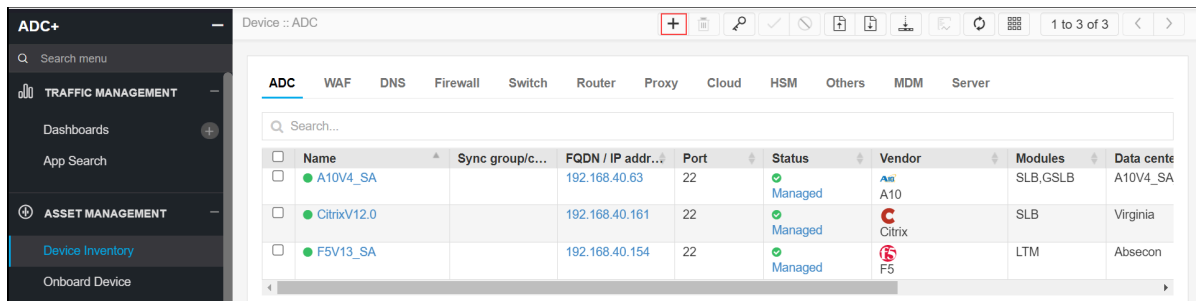 ADC+
Device :: ADC
1 to 3 of 3
Search menu
TRAFFIC MANAGEMENT
Dashboards
App Search
ASSET MANAGEMENT
Device Inventory
Onboard Device
ADC WAF DNS Firewall Switch Router Proxy Cloud HSM Others MDM Server
Search...
Name Sync group/c... FQDN / IP addr... Port Status Vendor Modules Data cente
A10V4_SA 192.168.40.63 22 Managed A10 SLB,GSLB A10V4_SA
CitrixV12.0 192.168.40.161 22 Managed Citrix SLB Virginia
F5V13_SA 192.168.40.154 22 Managed F5 LTM Absecon